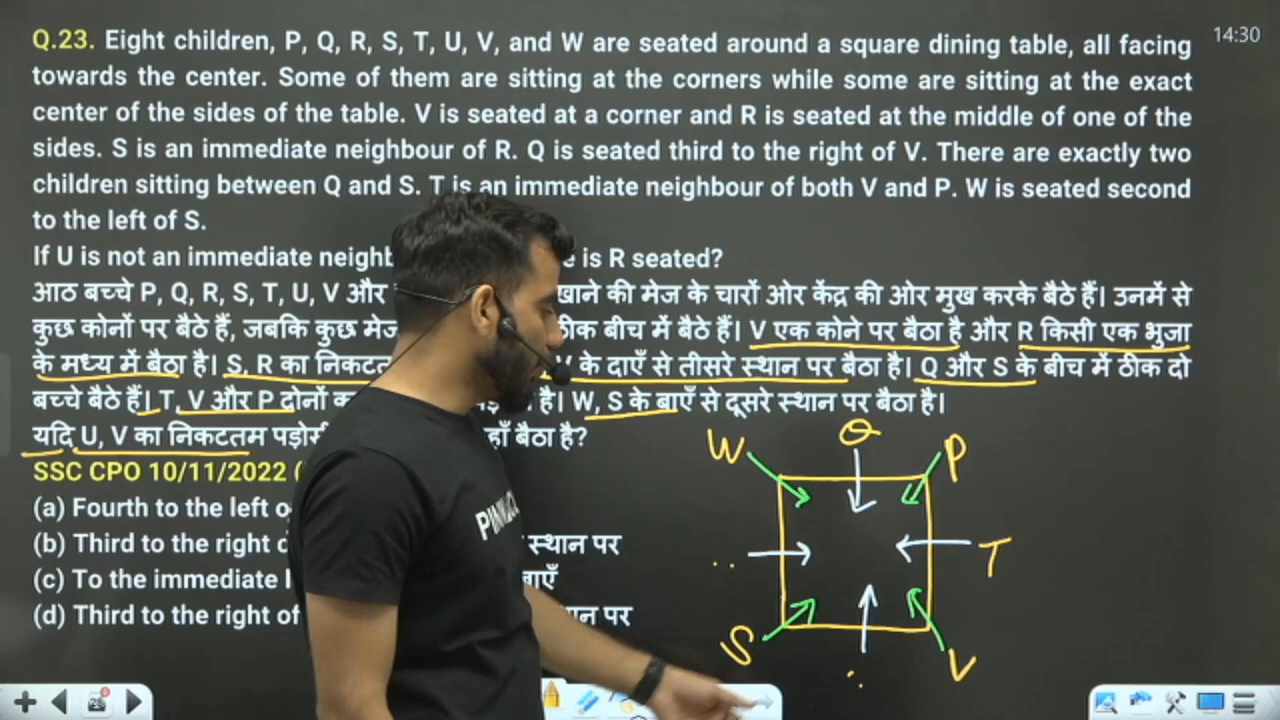 14:30
Q.23. Eight children, P, Q, R, S, T, U, V, and W are seated around a square dining table, all facing
towards the center. Some of them are sitting at the corners while some are sitting at the exact
center of the sides of the table. V is seated at a corner and R is seated at the middle of one of the
sides. S is an immediate neighbour of R. Q is seated third to the right of V. There are exactly two
children sitting between Q and S. T is an immediate neighbour of both V and P. W is seated second
to the left of S.
If U is not an immediate is R seated?
आठ बच्चे P, Q, R, S, T, U, V और खाने की मेज के चारों ओर केंद्र की ओर मुख करके बैठे हैं। उनमें से
कुछ कोनों पर बैठे हैं, जबकि कुछ ठीक बीच में बैठे हैं। V एक कोने पर बैठा है और R किसी एक भुजा
के मध्य में बैठा है। S, R का V के दाएँ से तीसरे स्थान पर बैठा है। Q और S के बीच में ठीक दो
बच्चे बैठे हैं। T, V और P दोनों है। W, S के बाएँ से दूसरे स्थान पर बैठा है।
यदि U, V का निकटतम बैठा है?
SSC CPO 10/11/2022 (
(a) Fourth to the left
(b) Third to the right स्थान पर
(c) To the immediate
(d) Third to the right of पर
W Q P
.. T
S . V